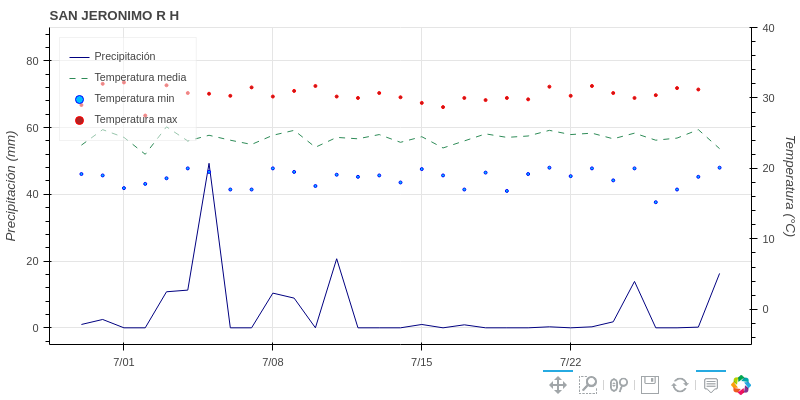 SAN JERONIMO R H
Precipitación
Temperatura media
Temperatura min
Temperatura max
Precipitación (mm)
80
60
40
20
0
40
30
20
10
0
Temperatura (°C)
7/01
7/08
7/15
7/22